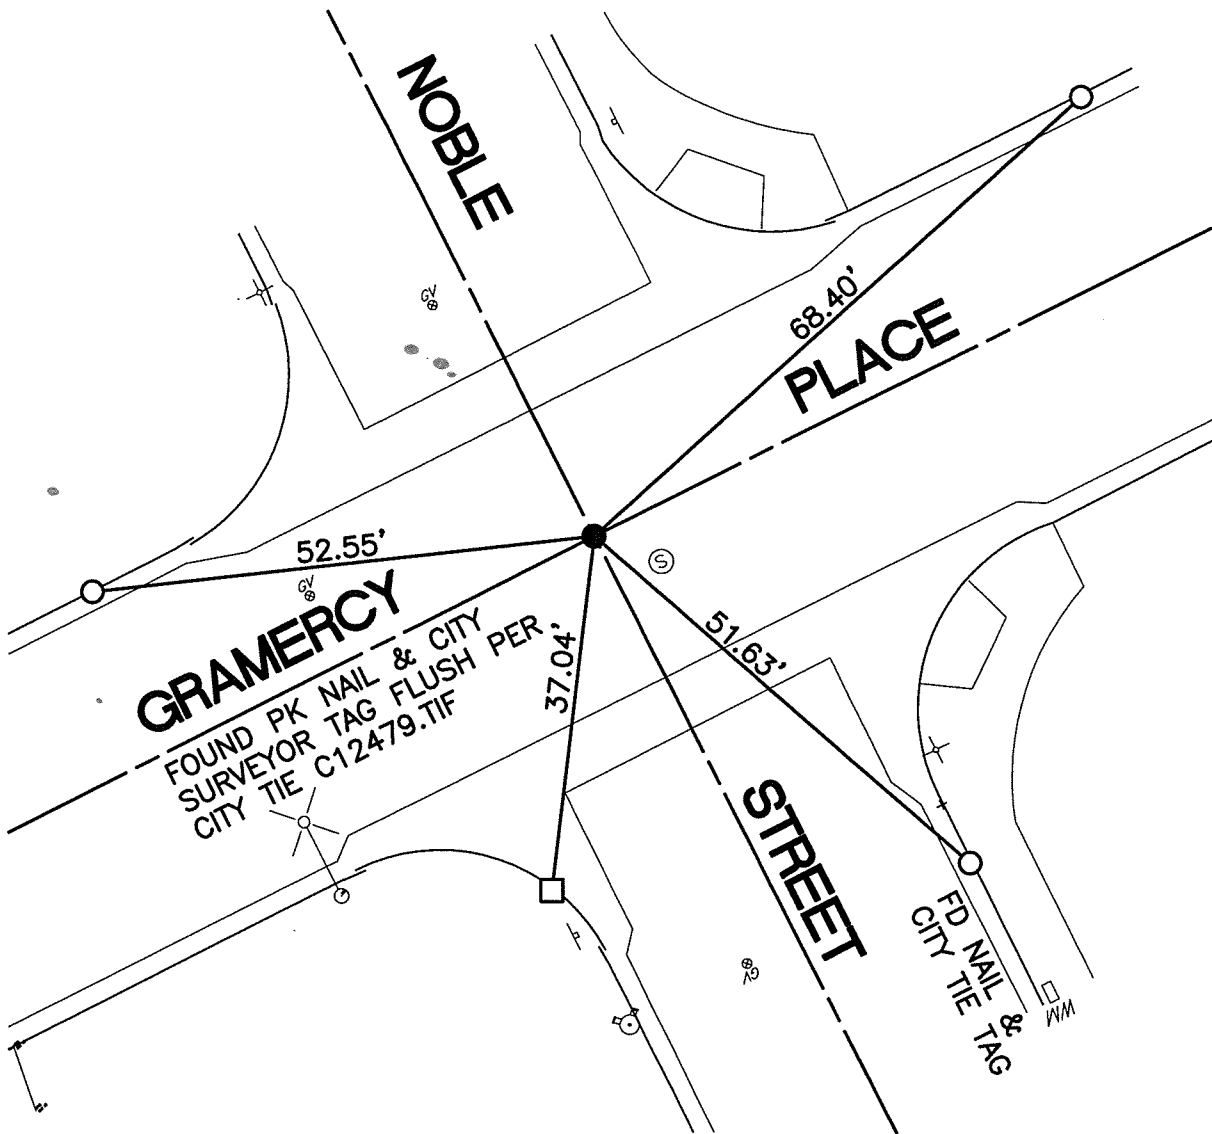 NOBLE
GV
68.40'
PLACE
52.55'
GV
S
GRAMERCY
37.04'
51.63'
FOUND PK NAIL & CITY
SURVEYOR TAG FLUSH PER
CITY TIE C12479.TIF
STREET
GV
FD NAIL &
CITY TIE TAG
WM